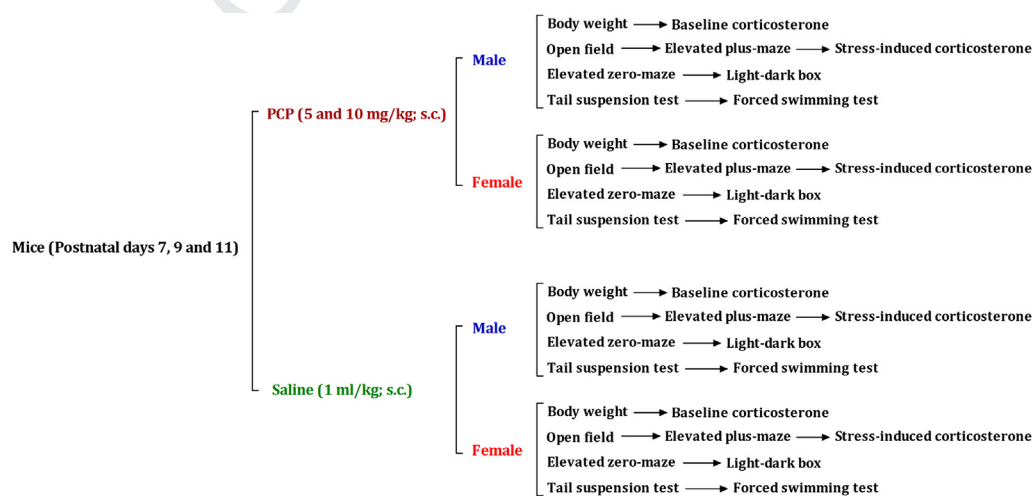 Body weight → Baseline corticosterone
Open field → Elevated plus-maze → Stress-induced corticosterone
Male
Elevated zero-maze → Light-dark box
Tail suspension test → Forced swimming test
PCP (5 and 10 mg/kg; s.c.)
Body weight → Baseline corticosterone
Open field → Elevated plus-maze → Stress-induced corticosterone
Female
Elevated zero-maze → Light-dark box
Tail suspension test → Forced swimming test
Mice (Postnatal days 7, 9 and 11)
Body weight → Baseline corticosterone
Open field → Elevated plus-maze → Stress-induced corticosterone
Male
Elevated zero-maze → Light-dark box
Tail suspension test → Forced swimming test
Saline (1 ml/kg; s.c.)
Body weight → Baseline corticosterone
Open field → Elevated plus-maze → Stress-induced corticosterone
Female
Elevated zero-maze → Light-dark box
Tail suspension test → Forced swimming test